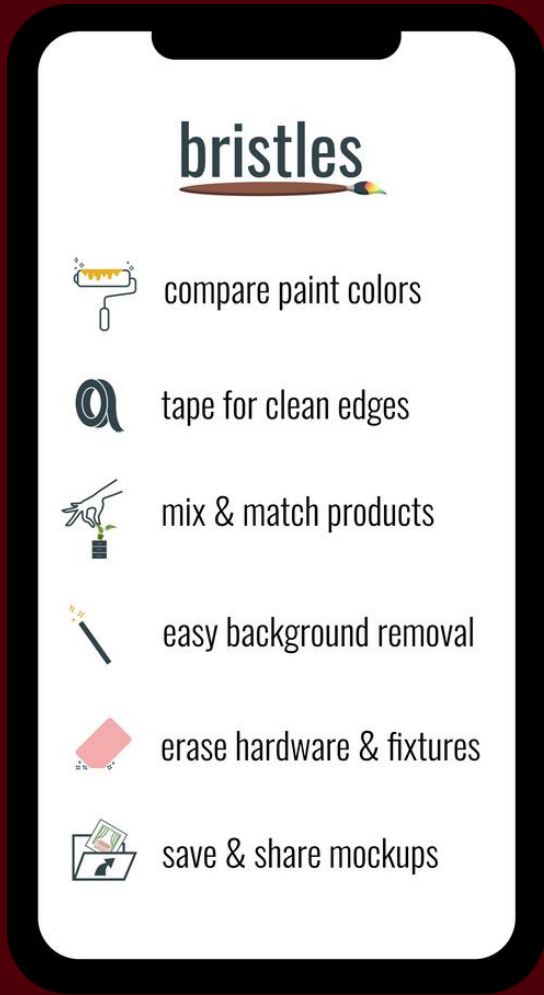 bristles
compare paint colors
tape for clean edges
mix & match products
easy background removal
erase hardware & fixtures
save & share mockups